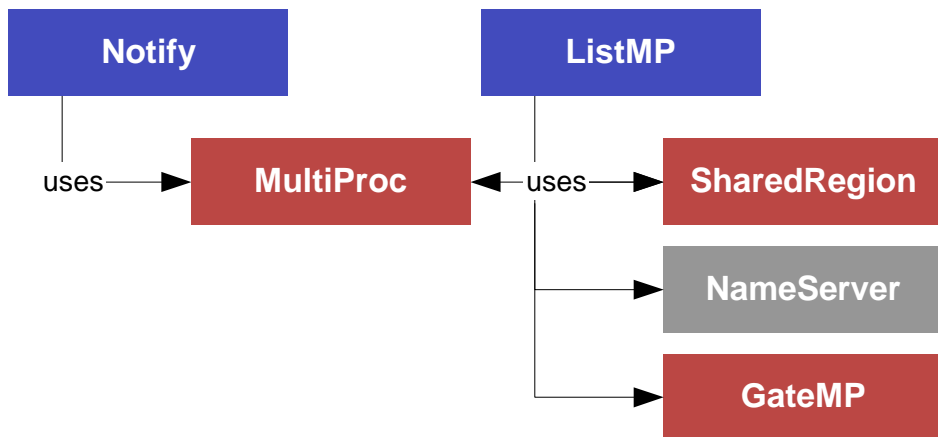 Notify
ListMP
uses
MultiProc
uses
SharedRegion
NameServer
GateMP